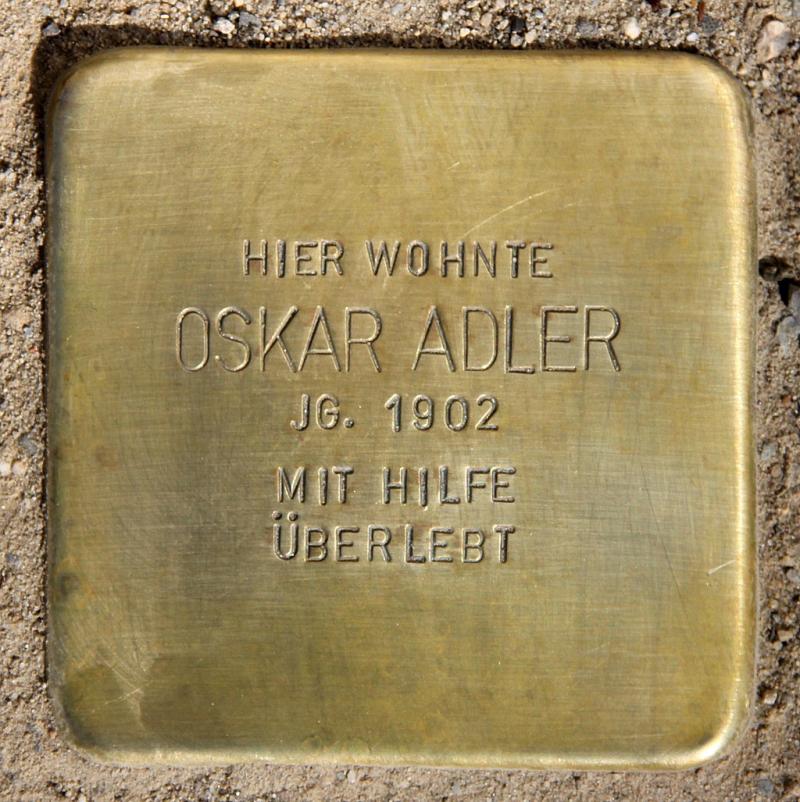 HIER WOHNTE
OSKAR ADLER
JG. 1902
MIT HILFE
ÜBERLEBT